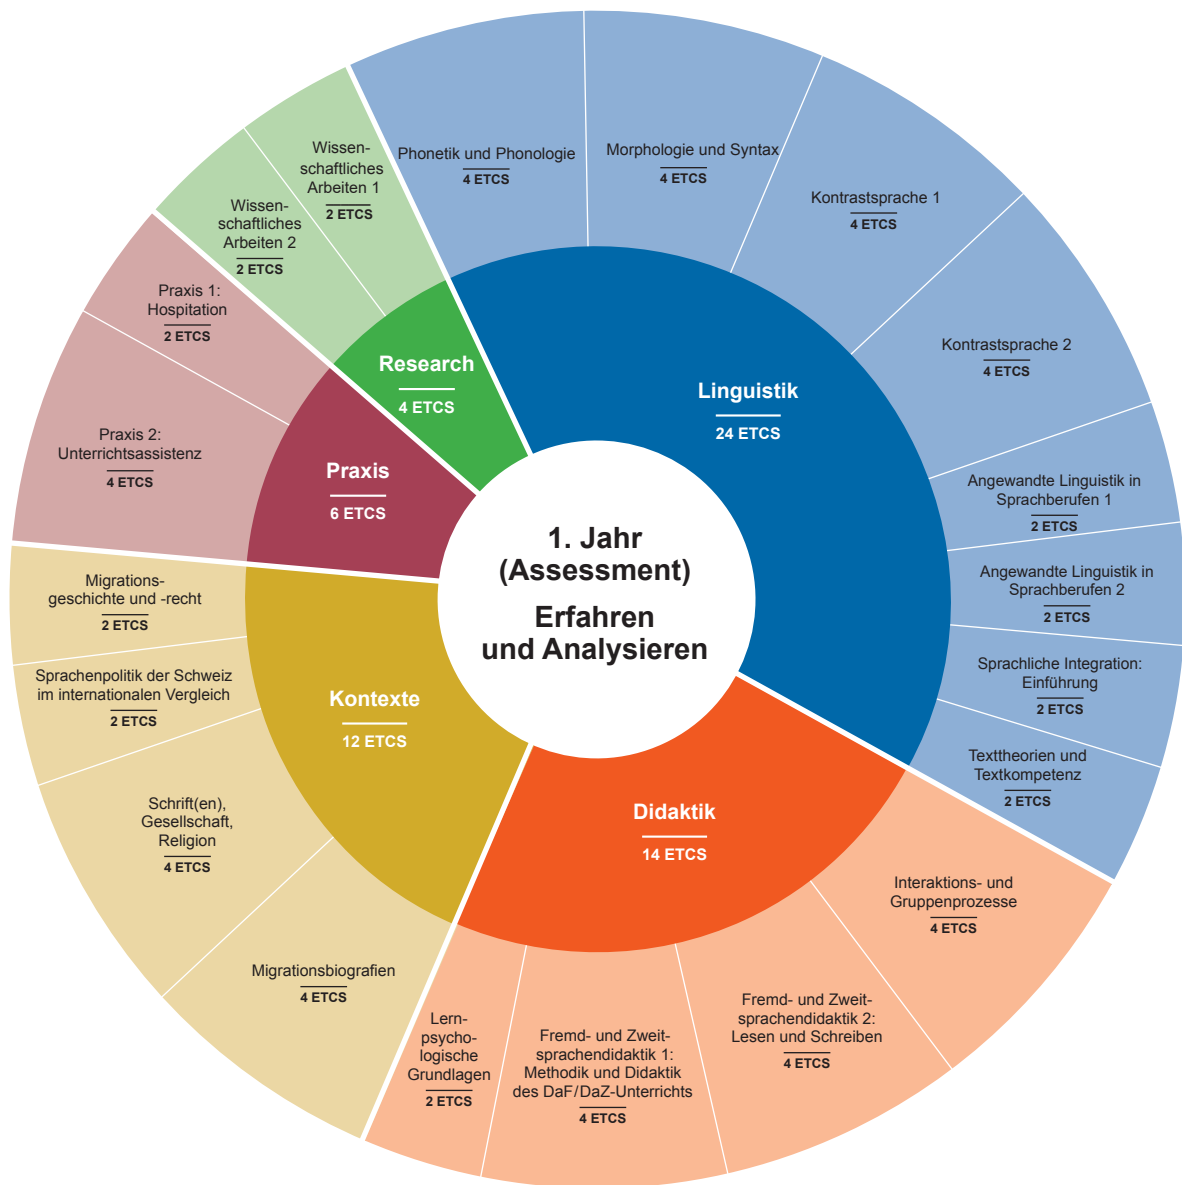 1. Jahr
(Assessment)
Erfahren
und Analysieren
Linguistik
24 ETCS
Phonetik und Phonologie
4 ETCS
Morphologie und Syntax
4 ETCS
Kontrastsprache 1
4 ETCS
Kontrastsprache 2
4 ETCS
Angewandte Linguistik in
Sprachberufen 1
2 ETCS
Angewandte Linguistik in
Sprachberufen 2
2 ETCS
Sprachliche Integration:
Einführung
2 ETCS
Texttheorien und
Textkompetenz
2 ETCS
Didaktik
14 ETCS
Interaktions- und
Gruppenprozesse
4 ETCS
Fremd- und Zweit-
sprachendidaktik 2:
Lesen und Schreiben
4 ETCS
Fremd- und Zweit-
sprachendidaktik 1:
Methodik und Didaktik
des DaF/DaZ-Unterrichts
4 ETCS
Lern-
psycho-
logische
Grundlagen
2 ETCS
Kontexte
12 ETCS
Migrationsbiografien
4 ETCS
Schrift(en),
Gesellschaft,
Religion
4 ETCS
Sprachenpolitik der Schweiz
im internationalen Vergleich
2 ETCS
Migrations-
geschichte und -recht
2 ETCS
Praxis
6 ETCS
Praxis 2:
Unterrichtsassistenz
4 ETCS
Praxis 1:
Hospitation
2 ETCS
Research
4 ETCS
Wissen-
schaftliches
Arbeiten 2
2 ETCS
Wissen-
schaftliches
Arbeiten 1
2 ETCS